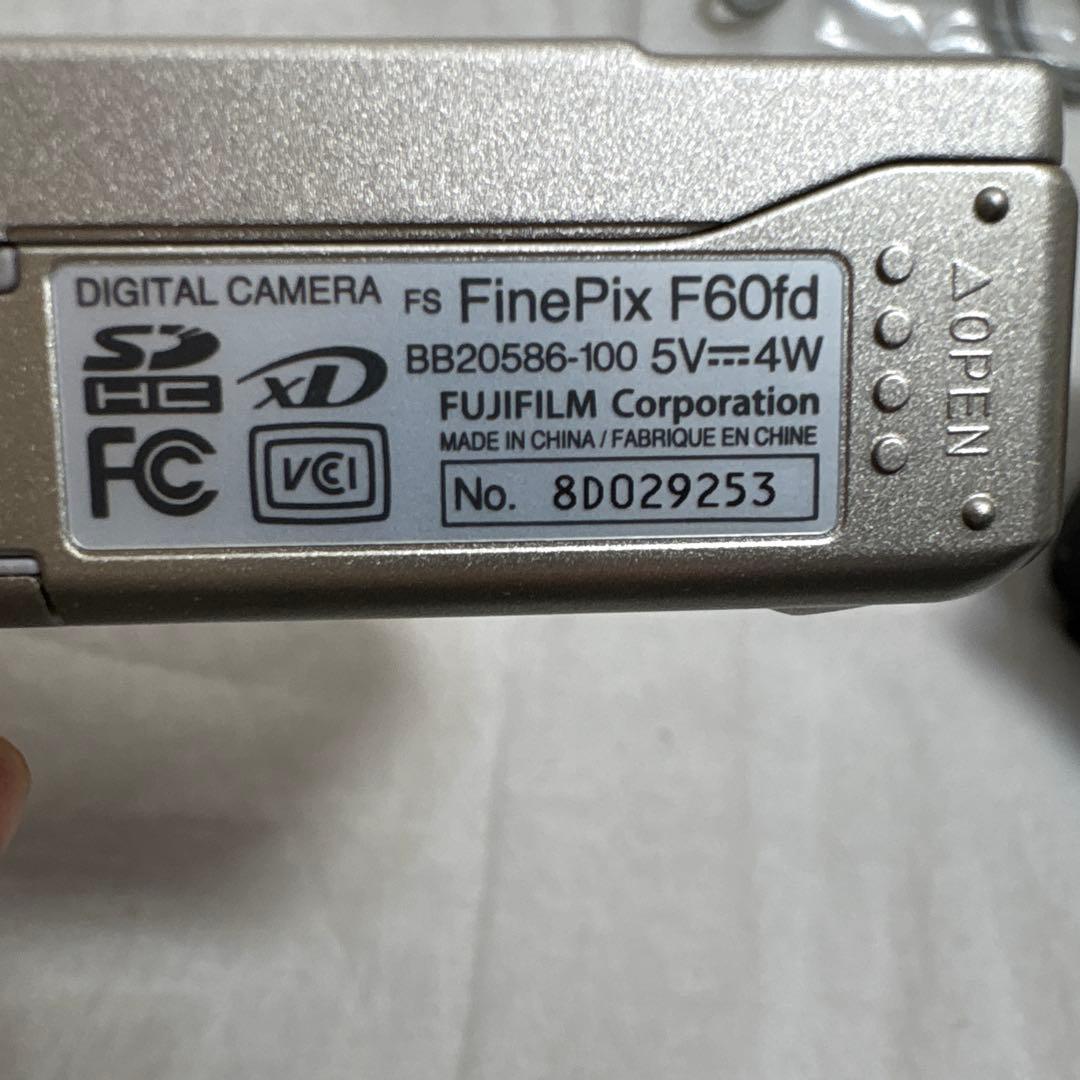 DIGITAL CAMERA FS FinePix F60fd
SD HC xD BB20586-100 5V⎓4W
FUJIFILM Corporation
MADE IN CHINA / FABRIQUE EN CHINE
FC VCCI No. 8D029253
△OPEN